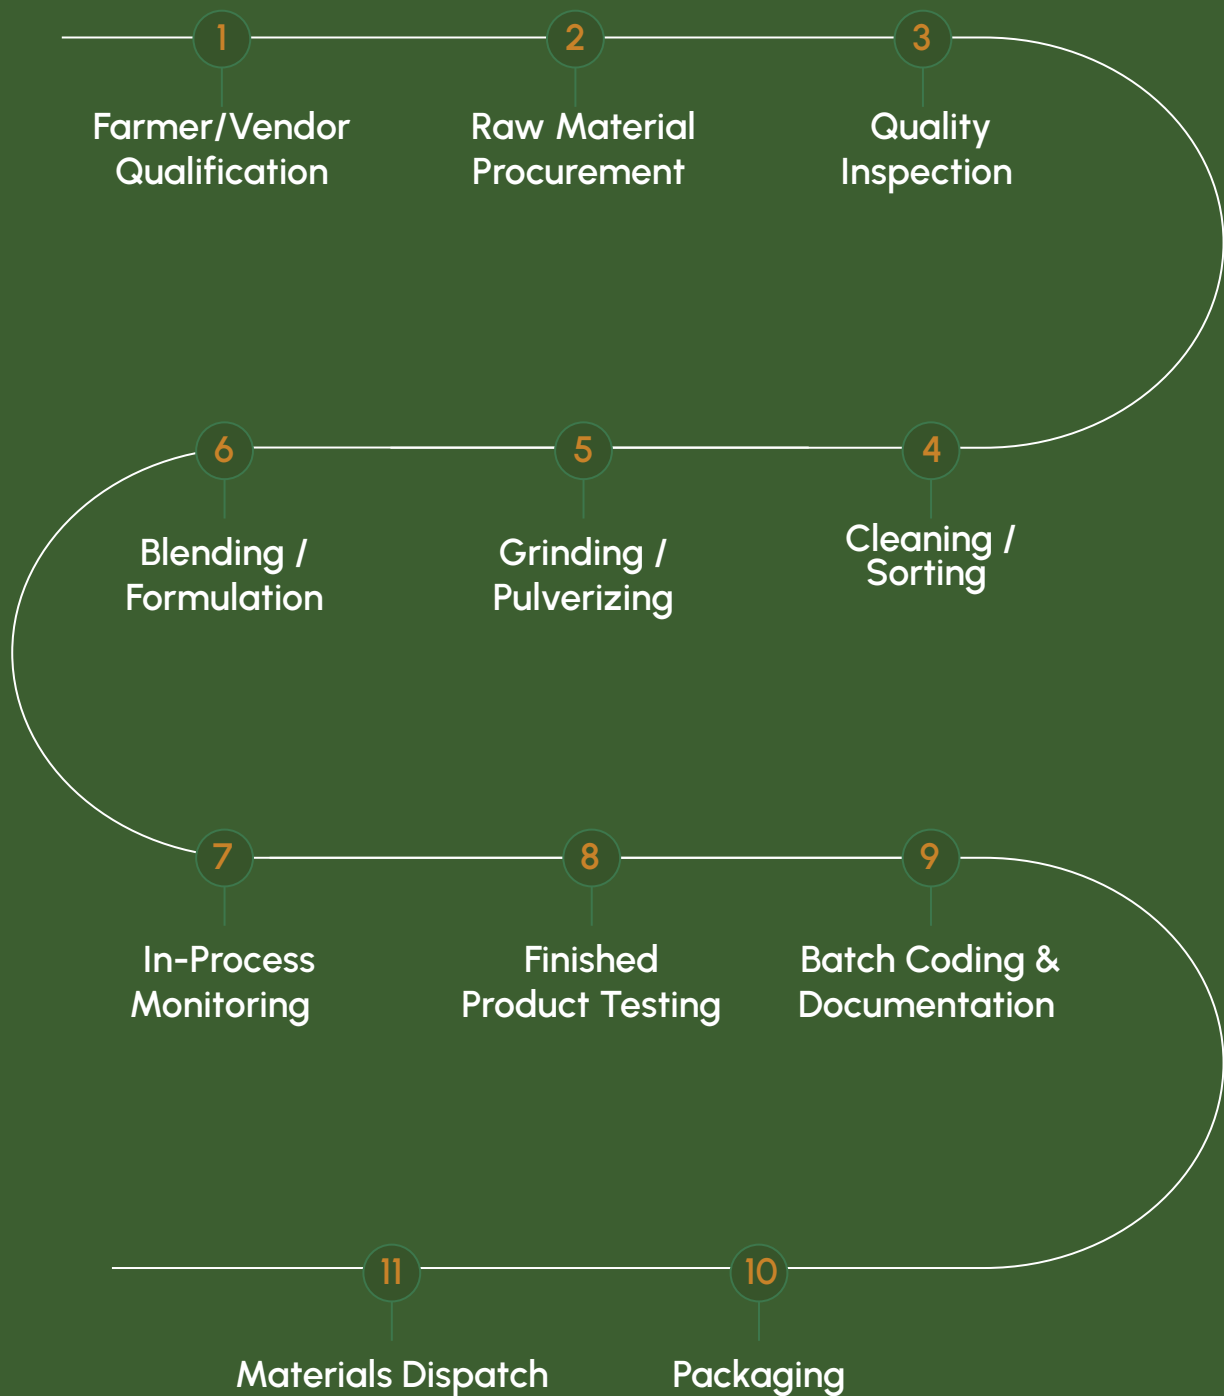 1
Farmer/Vendor
Qualification
2
Raw Material
Procurement
3
Quality
Inspection
4
Cleaning /
Sorting
5
Grinding /
Pulverizing
6
Blending /
Formulation
7
In-Process
Monitoring
8
Finished
Product Testing
9
Batch Coding &
Documentation
10
Packaging
11
Materials Dispatch